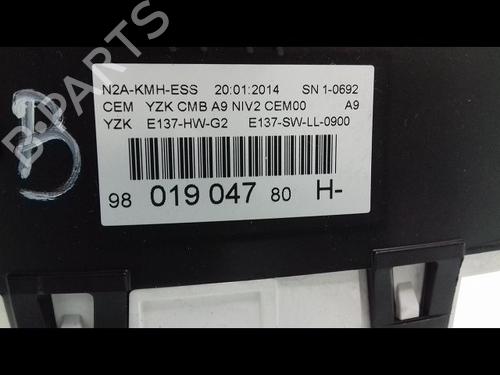 B-PARTS
N2A-KMH-ESS 20:01:2014 SN 1-0692
CEM YZK CMB A9 NIV2 CEM00 A9
YZK E137-HW-G2 E137-SW-LL-0900
98 019 047 80 H-
B